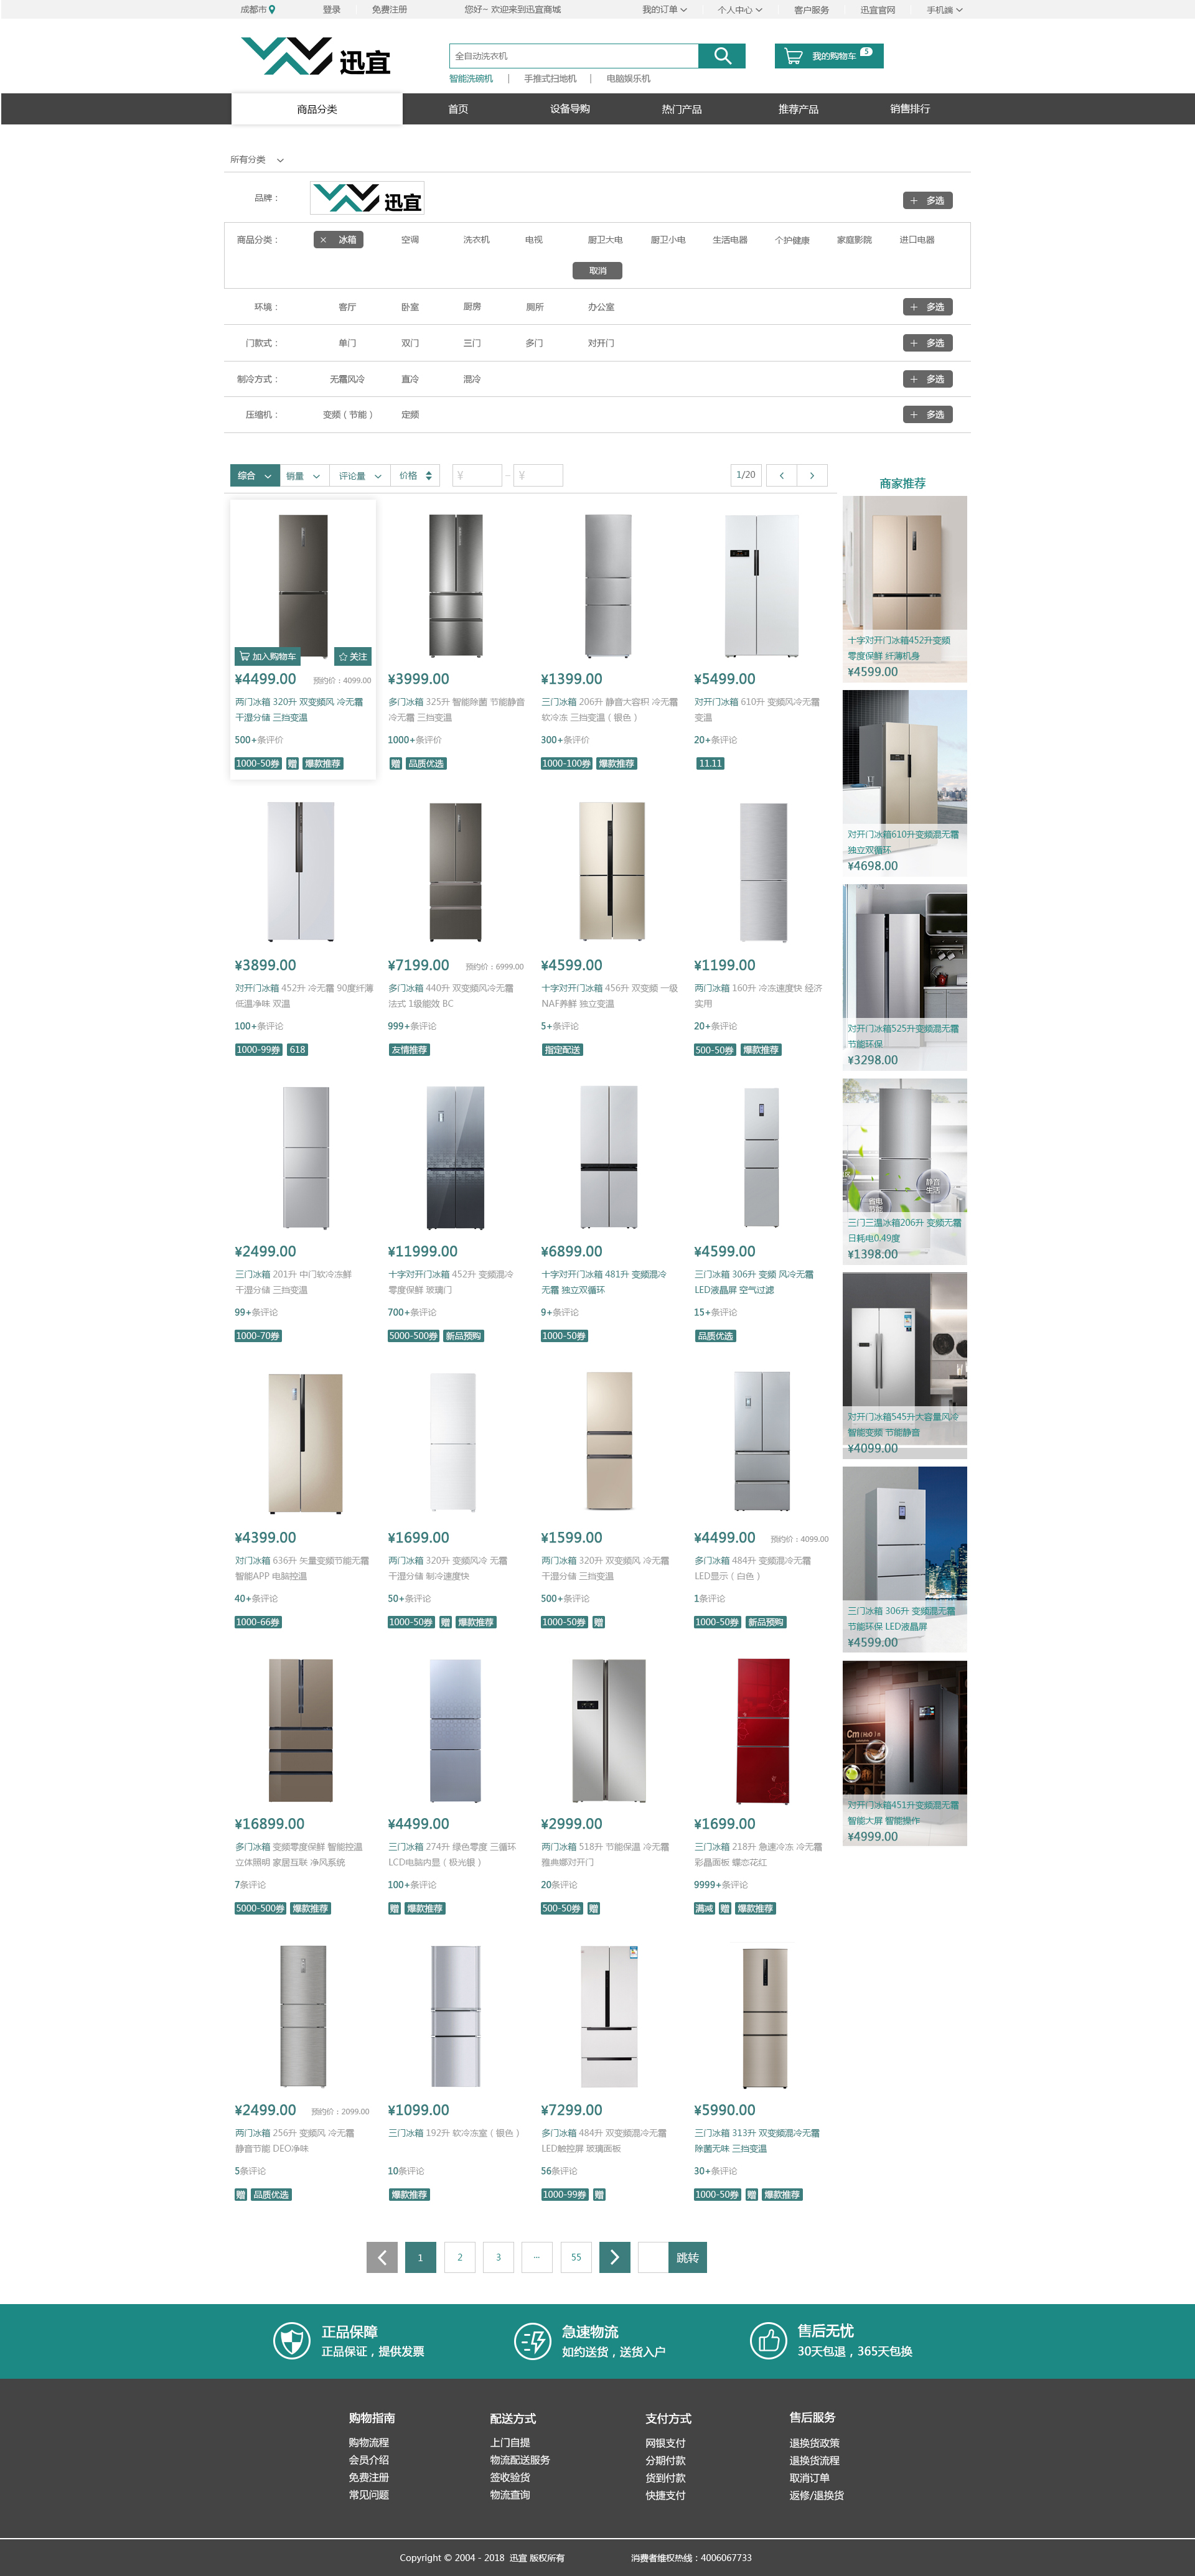 成都市 登录 免费注册 您好~ 欢迎来到迅宜商城 我的订单 个人中心 客户服务 迅宜官网 手机端
迅宜
全自动洗衣机
我的购物车 5
智能洗碗机 | 手推式扫地机 | 电脑娱乐机
商品分类 首页 设备导购 热门产品 推荐产品 销售排行
所有分类
品牌： 迅宜 + 多选
商品分类： × 冰箱 空调 洗衣机 电视 厨卫大电 厨卫小电 生活电器 个护健康 家庭影院 进口电器
取消
环境： 客厅 卧室 厨房 厕所 办公室 + 多选
门款式： 单门 双门 三门 多门 对开门 + 多选
制冷方式： 无霜风冷 直冷 混冷 + 多选
压缩机： 变频（节能） 定频 + 多选
综合 销量 评论量 价格 ¥ – ¥ 1/20 < >
加入购物车 关注
¥4499.00 预约价：4099.00
两门冰箱 320升 双变频风 冷无霜
干湿分储 三挡变温
500+条评价
1000-50券 赠 爆款推荐
¥3999.00
多门冰箱 325升 智能除菌 节能静音
冷无霜 三挡变温
1000+条评价
赠 品质优选
¥1399.00
三门冰箱 206升 静音大容积 冷无霜
软冷冻 三挡变温（银色）
300+条评价
1000-100券 爆款推荐
¥5499.00
对开门冰箱 610升 变频风冷无霜
变温
20+条评论
11.11
¥3899.00
对开门冰箱 452升 冷无霜 90度纤薄
低温净味 双温
100+条评论
1000-99券 618
¥7199.00 预约价：6999.00
多门冰箱 440升 双变频风冷无霜
法式 1级能效 BC
999+条评论
友情推荐
¥4599.00
十字对开门冰箱 456升 双变频 一级
NAF养鲜 独立变温
5+条评论
指定配送
¥1199.00
两门冰箱 160升 冷冻速度快 经济
实用
20+条评论
500-50券 爆款推荐
¥2499.00
三门冰箱 201升 中门软冷冻鲜
干湿分储 三挡变温
99+条评论
1000-70券
¥11999.00
十字对开门冰箱 452升 变频混冷
零度保鲜 玻璃门
700+条评论
5000-500券 新品预购
¥6899.00
十字对开门冰箱 481升 变频混冷
无霜 独立双循环
9+条评论
1000-50券
¥4599.00
三门冰箱 306升 变频 风冷无霜
LED液晶屏 空气过滤
15+条评论
品质优选
¥4399.00
对门冰箱 636升 矢量变频节能无霜
智能APP 电脑控温
40+条评论
1000-66券
¥1699.00
两门冰箱 320升 变频风冷 无霜
干湿分储 制冷速度快
50+条评论
1000-50券 赠 爆款推荐
¥1599.00
两门冰箱 320升 双变频风 冷无霜
干湿分储 三挡变温
500+条评论
1000-50券 赠
¥4499.00 预约价：4099.00
多门冰箱 484升 变频混冷无霜
LED显示（白色）
1条评论
1000-50券 新品预购
¥16899.00
多门冰箱 变频零度保鲜 智能控温
立体照明 家居互联 净风系统
7条评论
5000-500券 爆款推荐
¥4499.00
三门冰箱 274升 绿色零度 三循环
LCD电脑内显（极光银）
100+条评论
赠 爆款推荐
¥2999.00
两门冰箱 518升 节能保温 冷无霜
雅典娜对开门
20条评论
500-50券 赠
¥1699.00
三门冰箱 218升 急速冷冻 冷无霜
彩晶面板 蝶恋花红
9999+条评论
满减 赠 爆款推荐
¥2499.00 预约价：2099.00
两门冰箱 256升 变频风 冷无霜
静音节能 DEO净味
5条评论
赠 品质优选
¥1099.00
三门冰箱 192升 软冷冻室（银色）
10条评论
爆款推荐
¥7299.00
多门冰箱 484升 双变频混冷无霜
LED触控屏 玻璃面板
56条评论
1000-99券 赠
¥5990.00
三门冰箱 313升 双变频混冷无霜
除菌无味 三挡变温
30+条评论
1000-50券 赠 爆款推荐
商家推荐
十字对开门冰箱452升变频
零度保鲜 纤薄机身
¥4599.00
对开门冰箱610升变频混无霜
独立双循环
¥4698.00
对开门冰箱525升变频混无霜
节能环保
¥3298.00
静音
生活
省电
三门三温冰箱206升 变频无霜
日耗电0.49度
¥1398.00
对开门冰箱545升大容量风冷
智能变频 节能静音
¥4099.00
三门冰箱 306升 变频混无霜
节能环保 LED液晶屏
¥4599.00
Cm (H₂O)n
对开门冰箱451升变频混无霜
智能大屏 智能操作
¥4999.00
1 2 3 ... 55 跳转
正品保障
正品保证，提供发票
急速物流
如约送货，送货入户
售后无忧
30天包退，365天包换
购物指南 配送方式 支付方式 售后服务
购物流程 上门自提 网银支付 退换货政策
会员介绍 物流配送服务 分期付款 退换货流程
免费注册 签收验货 货到付款 取消订单
常见问题 物流查询 快捷支付 返修/退换货
Copyright © 2004 - 2018 迅宜 版权所有 消费者维权热线：4006067733